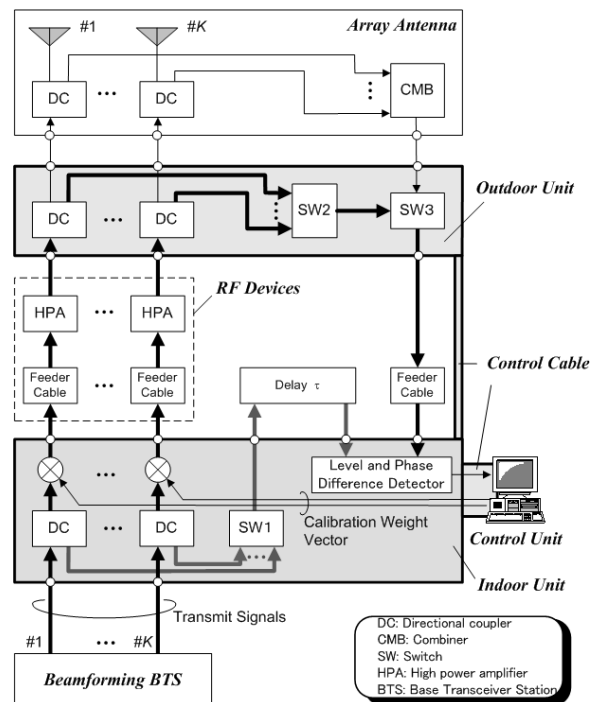 #1 #K Array Antenna
DC ... DC CMB
DC ... DC SW2 SW3
Outdoor Unit
RF Devices
HPA ... HPA
Control Cable
Feeder Cable ... Feeder Cable
Delay τ
Feeder Cable
Level and Phase
Difference Detector
DC ... DC SW1
Calibration Weight
Vector
Control Unit
Indoor Unit
Transmit Signals
#1 ... #K
Beamforming BTS
DC: Directional coupler
CMB: Combiner
SW: Switch
HPA: High power amplifier
BTS: Base Transceiver Station